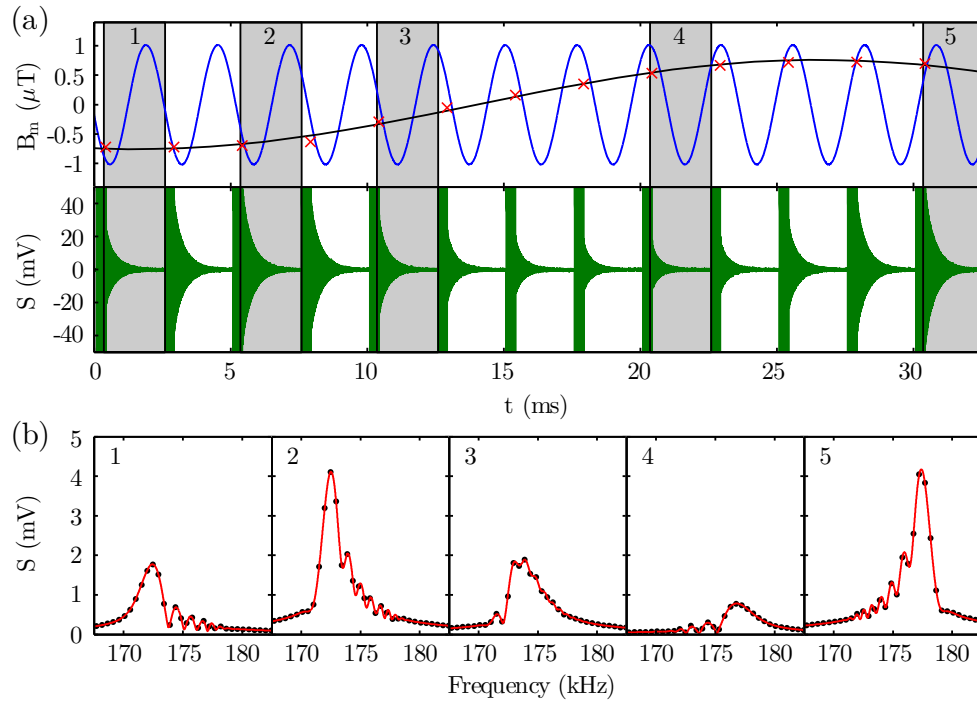 (a)
1 2 3 4 5
1
0.5
0
-0.5
-1
B_m (μT)
40
20
0
-20
-40
S (mV)
0 5 10 15 20 25 30
t (ms)
(b)
1 2 3 4 5
5
4
3
2
1
0
S (mV)
170 175 180 170 175 180 170 175 180 170 175 180 170 175 180
Frequency (kHz)